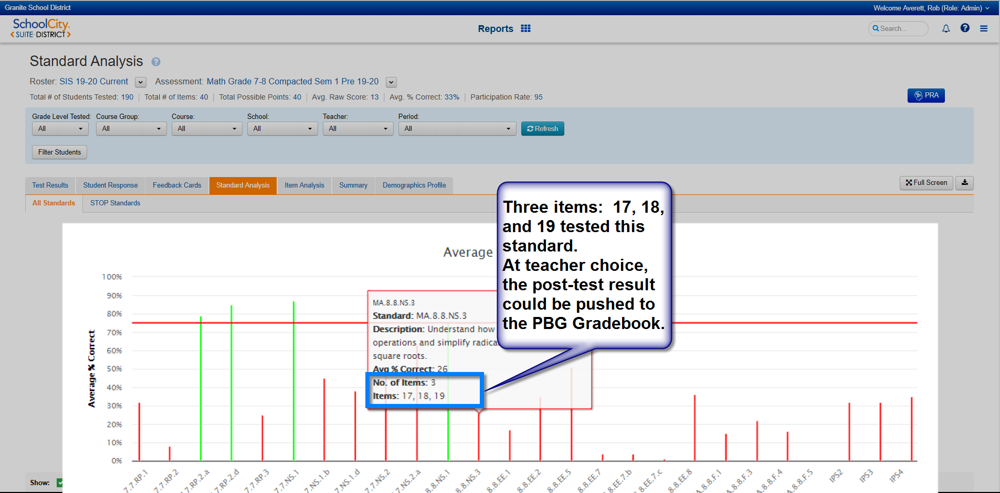 Granite School District
Welcome Averett, Rob (Role: Admin)
SchoolCity
SUITE-DISTRICT
Reports
Search...
Standard Analysis
Roster: SIS 19-20 Current
Assessment: Math Grade 7-8 Compacted Sem 1 Pre 19-20
Total # of Students Tested: 190 | Total # of Items: 40 | Total Possible Points: 40 | Avg. Raw Score: 13 | Avg. % Correct: 33% | Participation Rate: 95
PRA
Grade Level Tested: Course Group: Course: School: Teacher: Period:
All All All All All All
Refresh
Filter Students
Test Results Student Response Feedback Cards Standard Analysis Item Analysis Summary Demographics Profile
Full Screen
All Standards STOP Standards
Three items: 17, 18,
and 19 tested this
standard.
At teacher choice,
the post-test result
could be pushed to
the PBG Gradebook.
Average
Average % Correct
100%
90%
80%
70%
60%
50%
40%
30%
20%
10%
0%
MA.8.8.NS.3
Standard: MA.8.8.NS.3
Description: Understand how
operations and simplify radica
square roots.
Avg % Correct: 26
No. of Items: 3
Items: 17, 18, 19
7.7.RP.1
7.7.RP.2
7.RP.2.a
7.RP.2.d
7.7.RP.3
7.7.NS.1
7.NS.1.b
7.NS.1.d
7.7.NS.2
7.NS.2.a
8.8.NS.1
8.8.NS.3
8.8.EE.1
8.8.EE.2
8.8.EE.5
8.8.EE.7
8.EE.7.b
8.EE.7.c
8.8.EE.8
A.8.8.F.1
A.8.8.F.3
A.8.8.F.4
A.8.8.F.5
IPS2
IPS3
IPS4
Show: